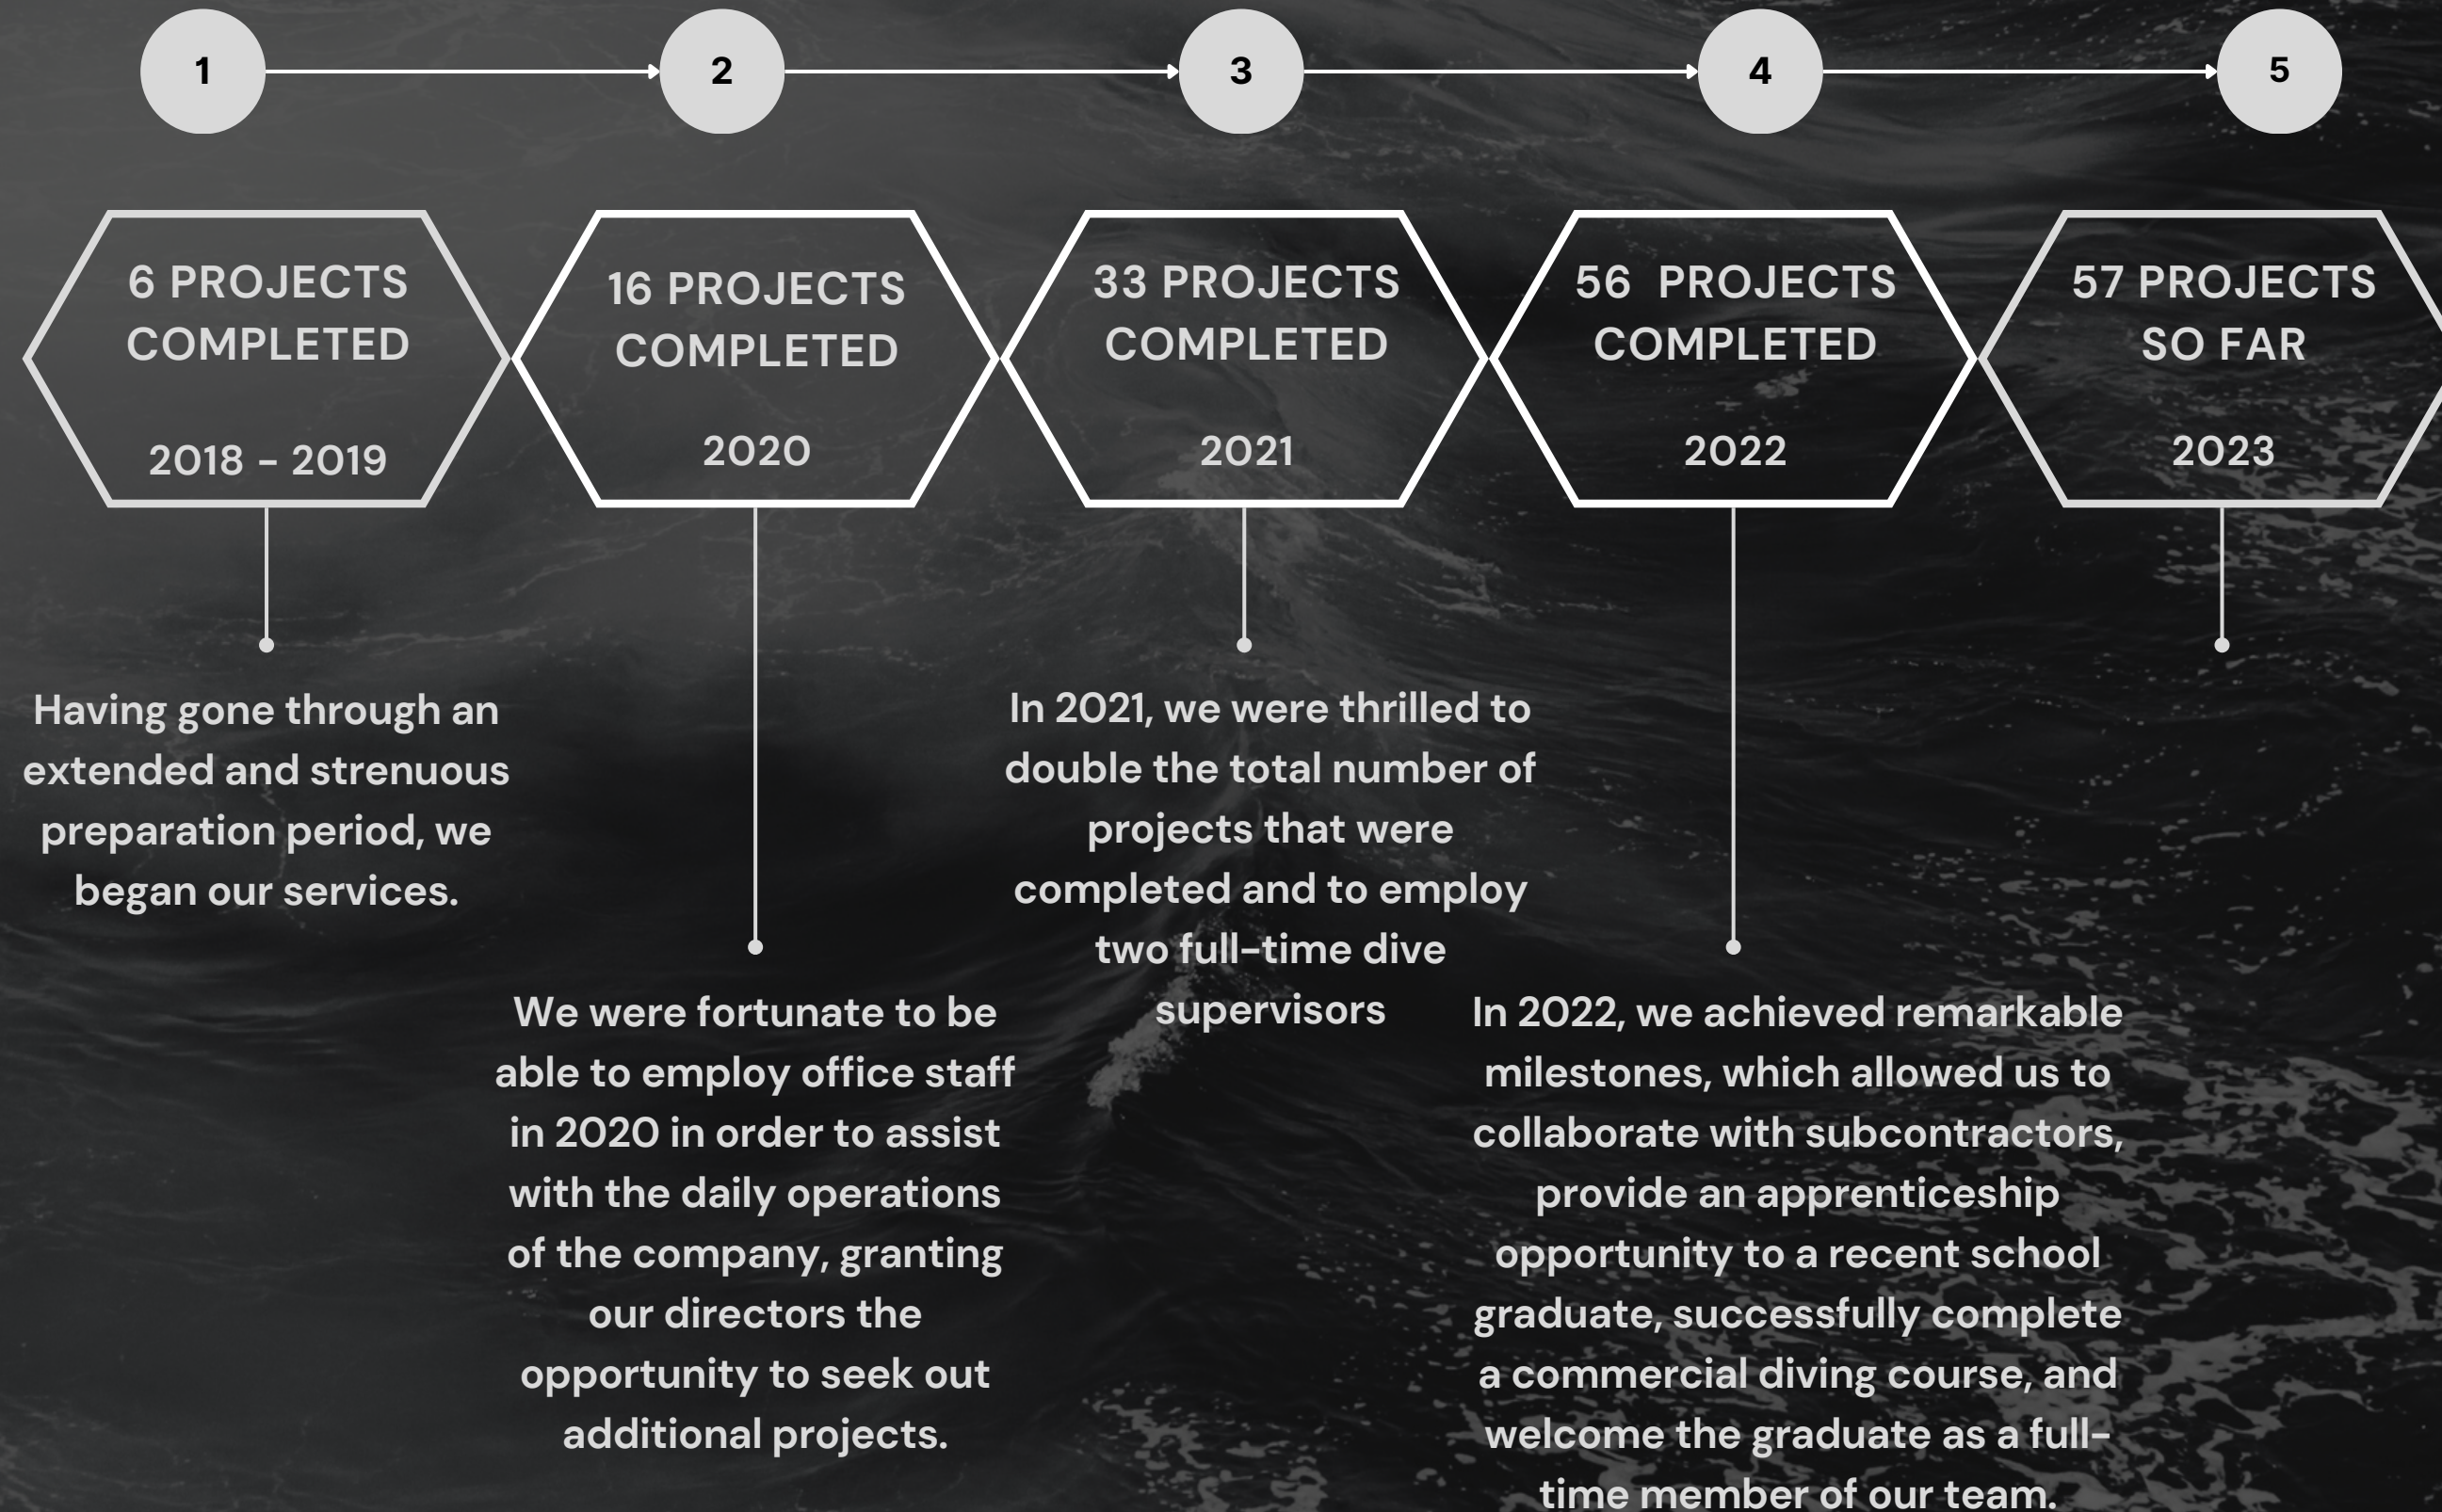 1
2
3
4
5
6 PROJECTS
COMPLETED
2018 - 2019
16 PROJECTS
COMPLETED
2020
33 PROJECTS
COMPLETED
2021
56 PROJECTS
COMPLETED
2022
57 PROJECTS
SO FAR
2023
Having gone through an
extended and strenuous
preparation period, we
began our services.
We were fortunate to be
able to employ office staff
in 2020 in order to assist
with the daily operations
of the company, granting
our directors the
opportunity to seek out
additional projects.
In 2021, we were thrilled to
double the total number of
projects that were
completed and to employ
two full-time dive
supervisors
In 2022, we achieved remarkable
milestones, which allowed us to
collaborate with subcontractors,
provide an apprenticeship
opportunity to a recent school
graduate, successfully complete
a commercial diving course, and
welcome the graduate as a full-
time member of our team.